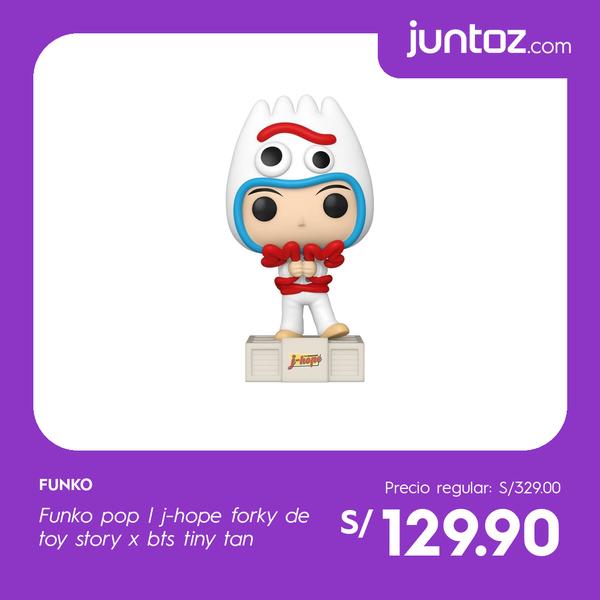 juntoz.com
j-hope
FUNKO
Funko pop | j-hope forky de
toy story x bts tiny tan
Precio regular: S/329.00
S/129.90